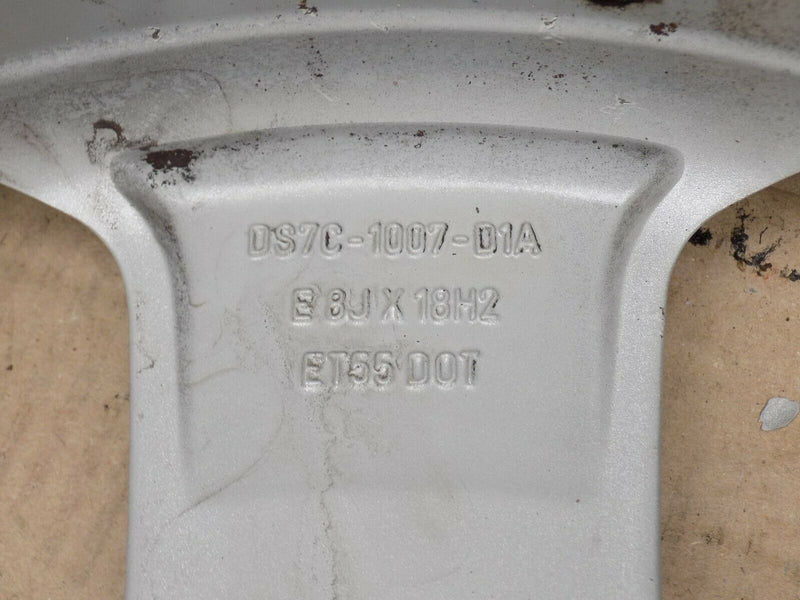 DS7C-1007-D1A
E 8J X 18H2
ET55 DOT